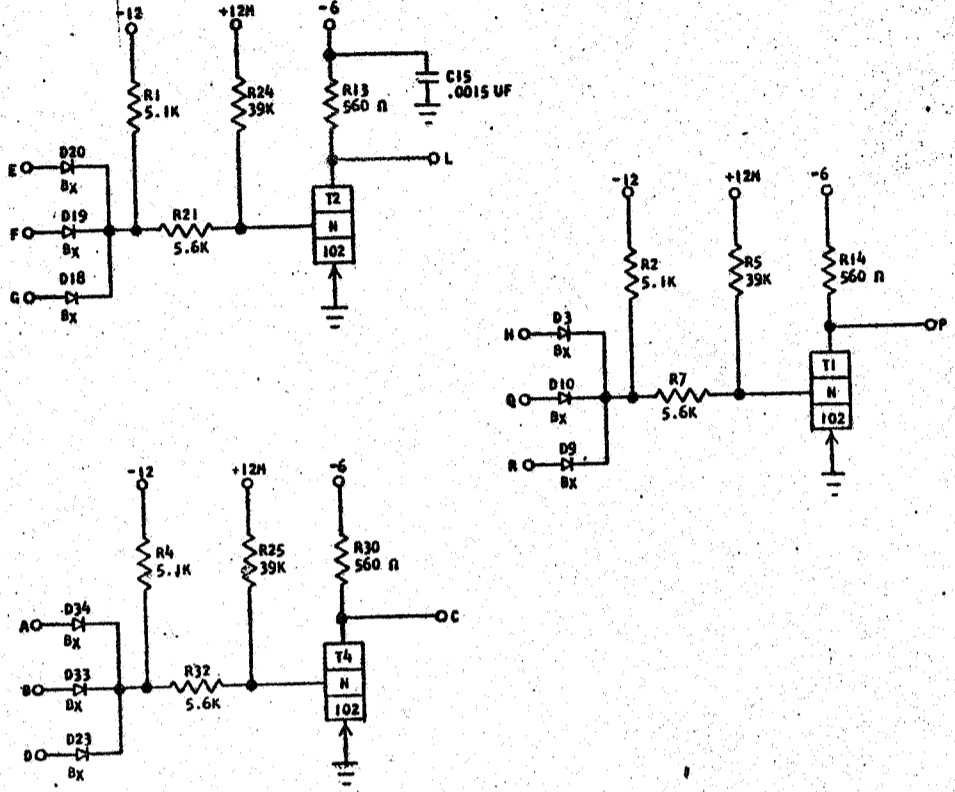 -12
+12M
-6
R1
5.1K
R24
39K
R13
560 Ω
C15
.0015 UF
L
E
D20
BX
F
D19
BX
G
D18
BX
R21
5.6K
T2
N
102
-12
+12M
-6
R2
5.1K
R5
39K
R14
560 Ω
P
H
D3
BX
Q
D10
BX
R
D9
BX
R7
5.6K
T1
N
102
-12
+12M
-6
R4
5.1K
R25
39K
R30
560 Ω
C
A
D34
BX
B
D33
BX
D
D23
BX
R32
5.6K
T4
N
102